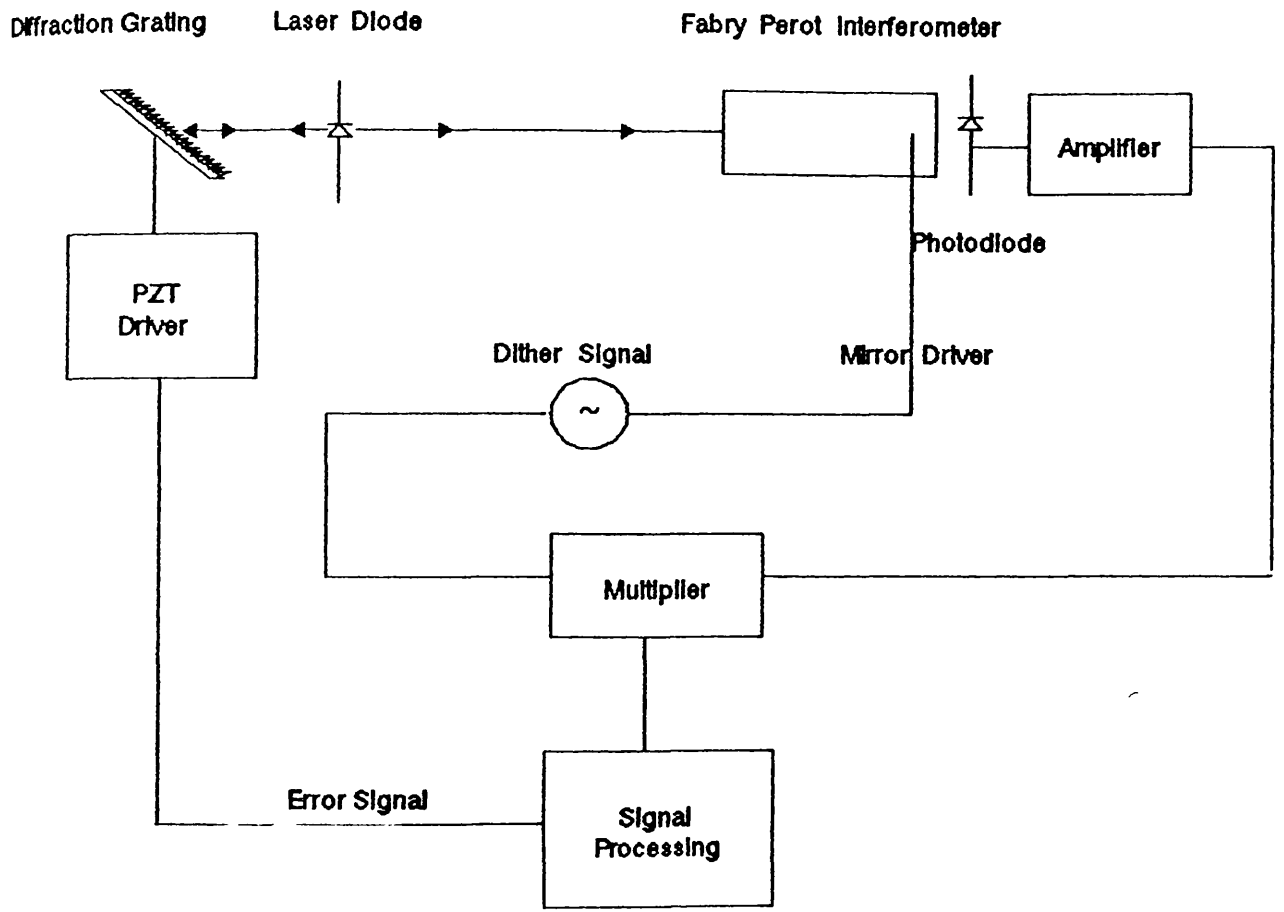 Diffraction Grating
Laser Diode
Fabry Perot Interferometer
Amplifier
Photodiode
PZT
Driver
Dither Signal
Mirror Driver
~
Multiplier
Error Signal
Signal
Processing